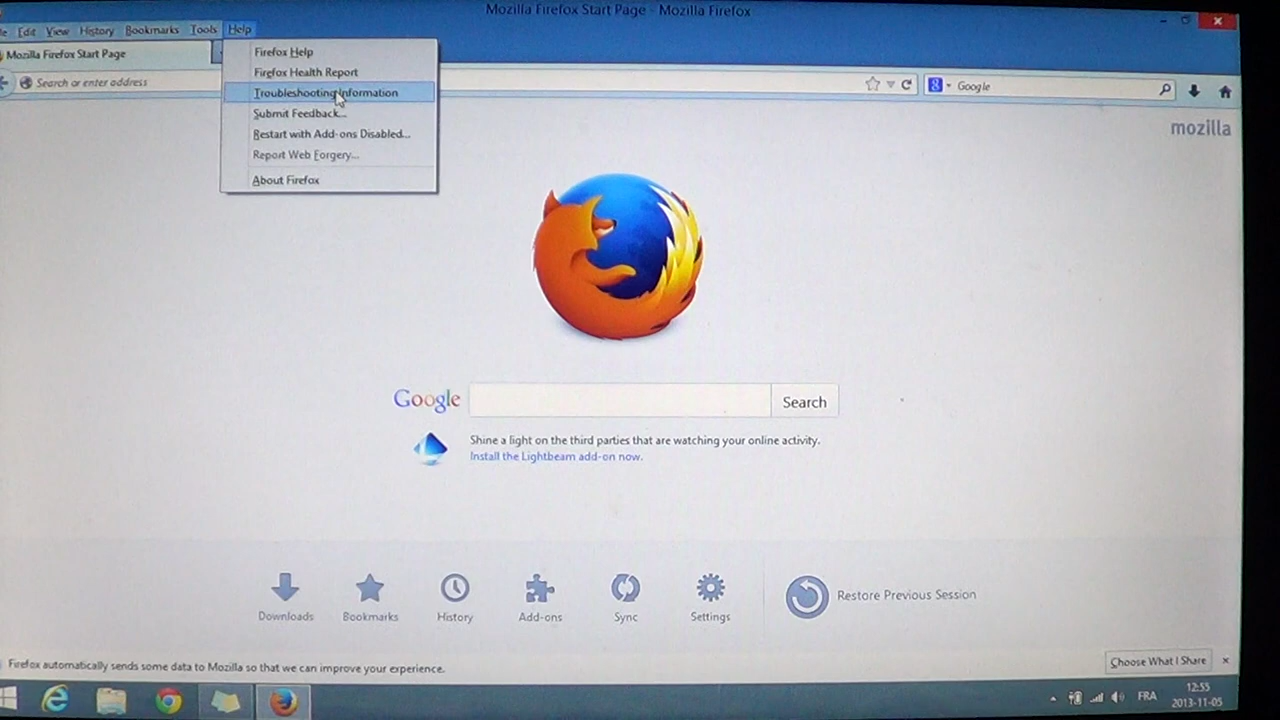 Mozilla Firefox Start Page - Mozilla Firefox
Edit View History Bookmarks Tools Help
Mozilla Firefox Start Page
Search or enter address
Google
Firefox Help
Firefox Health Report
Troubleshooting Information
Submit Feedback...
Restart with Add-ons Disabled...
Report Web Forgery...
About Firefox
mozilla
Google
Search
Shine a light on the third parties that are watching your online activity.
Install the Lightbeam add-on now.
Downloads
Bookmarks
History
Add-ons
Sync
Settings
Restore Previous Session
Firefox automatically sends some data to Mozilla so that we can improve your experience.
Choose What I Share
FRA
12:55
2013-11-05